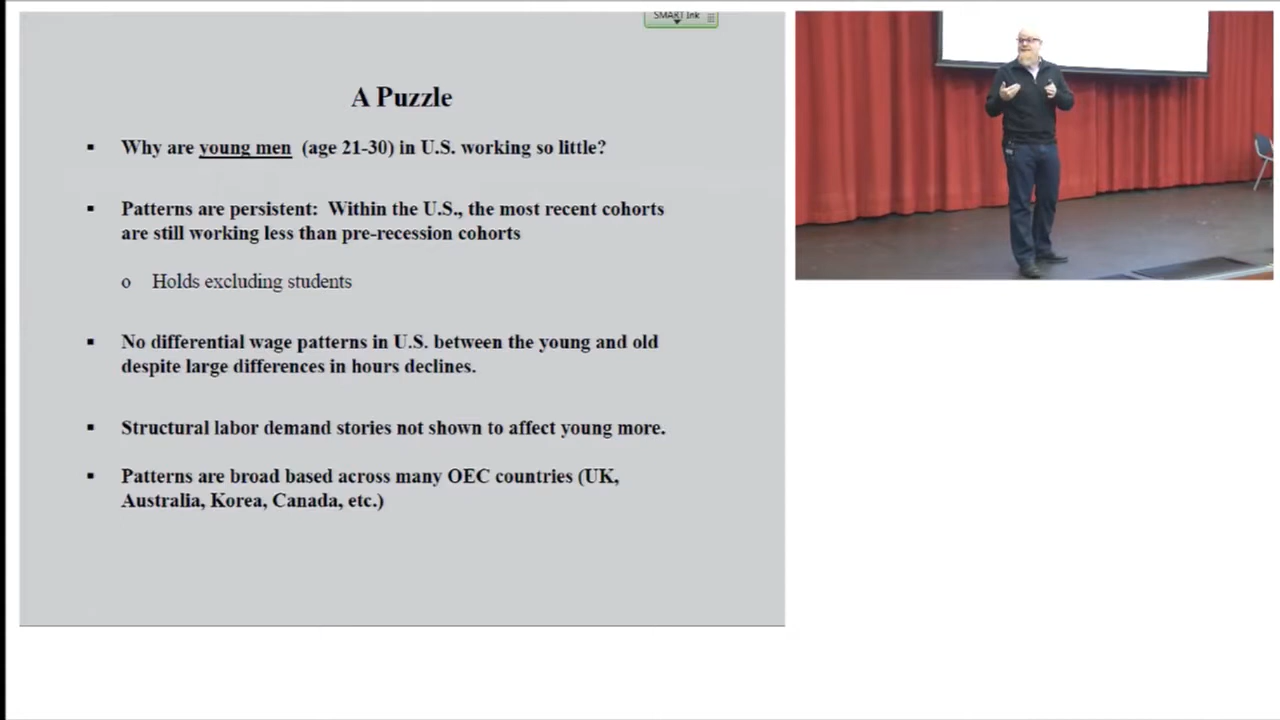 SMART Ink
A Puzzle
▪ Why are young men (age 21-30) in U.S. working so little?
▪ Patterns are persistent: Within the U.S., the most recent cohorts
are still working less than pre-recession cohorts
o Holds excluding students
▪ No differential wage patterns in U.S. between the young and old
despite large differences in hours declines.
▪ Structural labor demand stories not shown to affect young more.
▪ Patterns are broad based across many OEC countries (UK,
Australia, Korea, Canada, etc.)